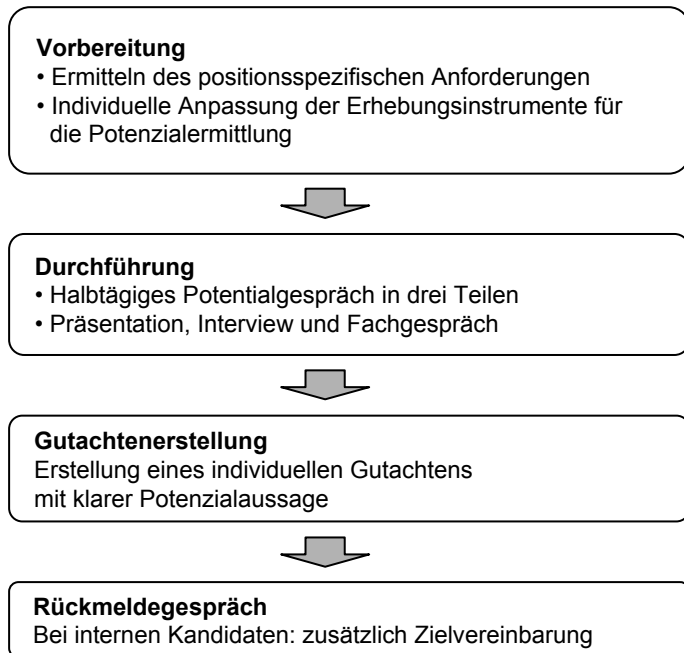 Vorbereitung
• Ermitteln des positionsspezifischen Anforderungen
• Individuelle Anpassung der Erhebungsinstrumente für
die Potenzialermittlung
Durchführung
• Halbtägiges Potentialgespräch in drei Teilen
• Präsentation, Interview und Fachgespräch
Gutachtenerstellung
Erstellung eines individuellen Gutachtens
mit klarer Potenzialaussage
Rückmeldegespräch
Bei internen Kandidaten: zusätzlich Zielvereinbarung